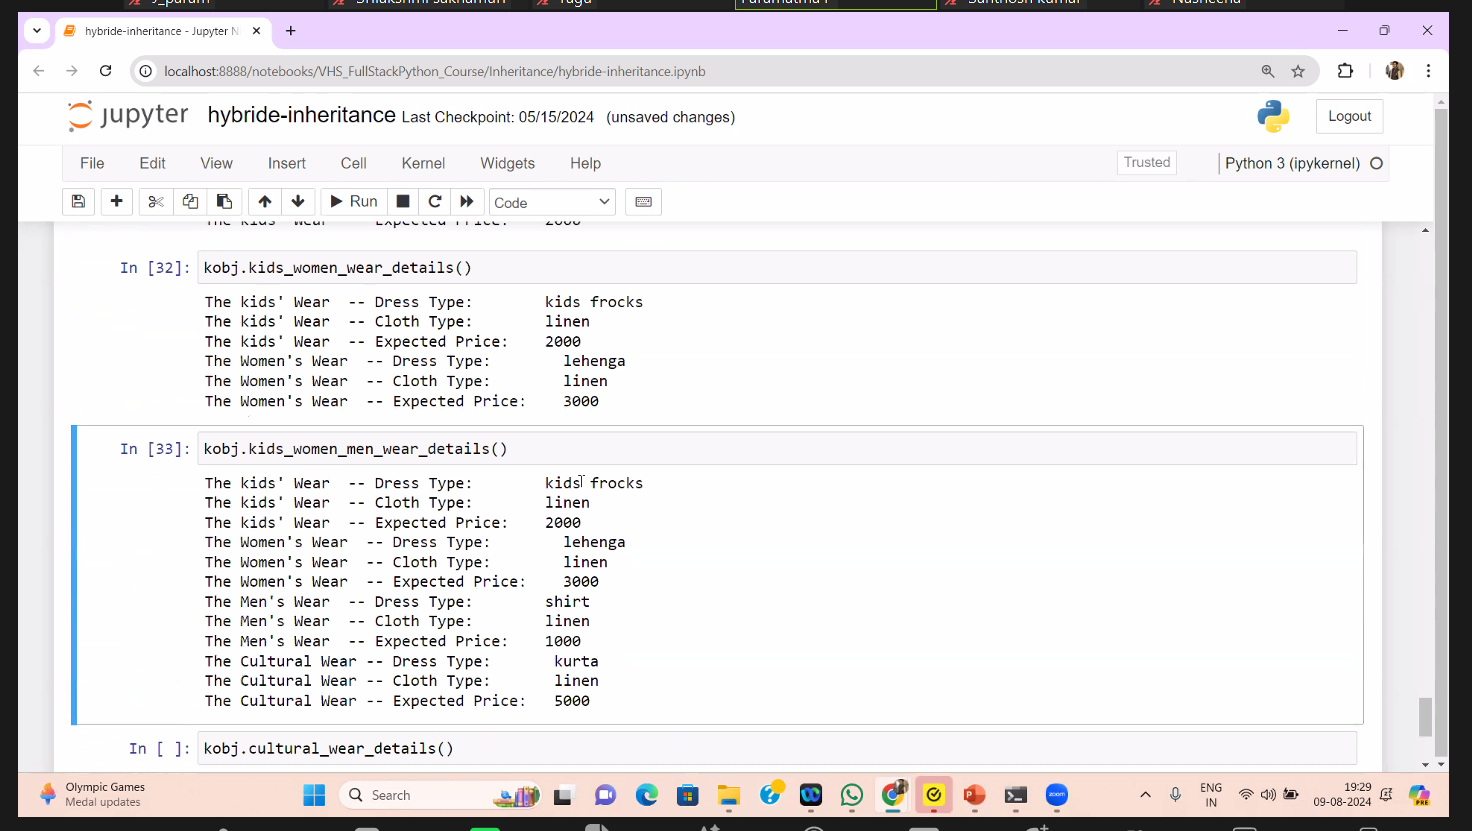 hybride-inheritance - Jupyter N
localhost:8888/notebooks/VHS_FullStackPython_Course/Inheritance/hybride-inheritance.ipynb
jupyter hybride-inheritance Last Checkpoint: 05/15/2024 (unsaved changes)
Logout
File Edit View Insert Cell Kernel Widgets Help
Trusted
Python 3 (ipykernel)
Run
Code
In [32]: kobj.kids_women_wear_details()
The kids' Wear -- Dress Type: kids frocks
The kids' Wear -- Cloth Type: linen
The kids' Wear -- Expected Price: 2000
The Women's Wear -- Dress Type: lehenga
The Women's Wear -- Cloth Type: linen
The Women's Wear -- Expected Price: 3000
In [33]: kobj.kids_women_men_wear_details()
The kids' Wear -- Dress Type: kids frocks
The kids' Wear -- Cloth Type: linen
The kids' Wear -- Expected Price: 2000
The Women's Wear -- Dress Type: lehenga
The Women's Wear -- Cloth Type: linen
The Women's Wear -- Expected Price: 3000
The Men's Wear -- Dress Type: shirt
The Men's Wear -- Cloth Type: linen
The Men's Wear -- Expected Price: 1000
The Cultural Wear -- Dress Type: kurta
The Cultural Wear -- Cloth Type: linen
The Cultural Wear -- Expected Price: 5000
In [ ]: kobj.cultural_wear_details()
Olympic Games
Medal updates
Search
zoom
PRE
ENG
IN
19:29
09-08-2024